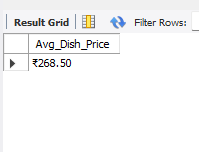 Result Grid Filter Rows:
Avg_Dish_Price
₹268.50